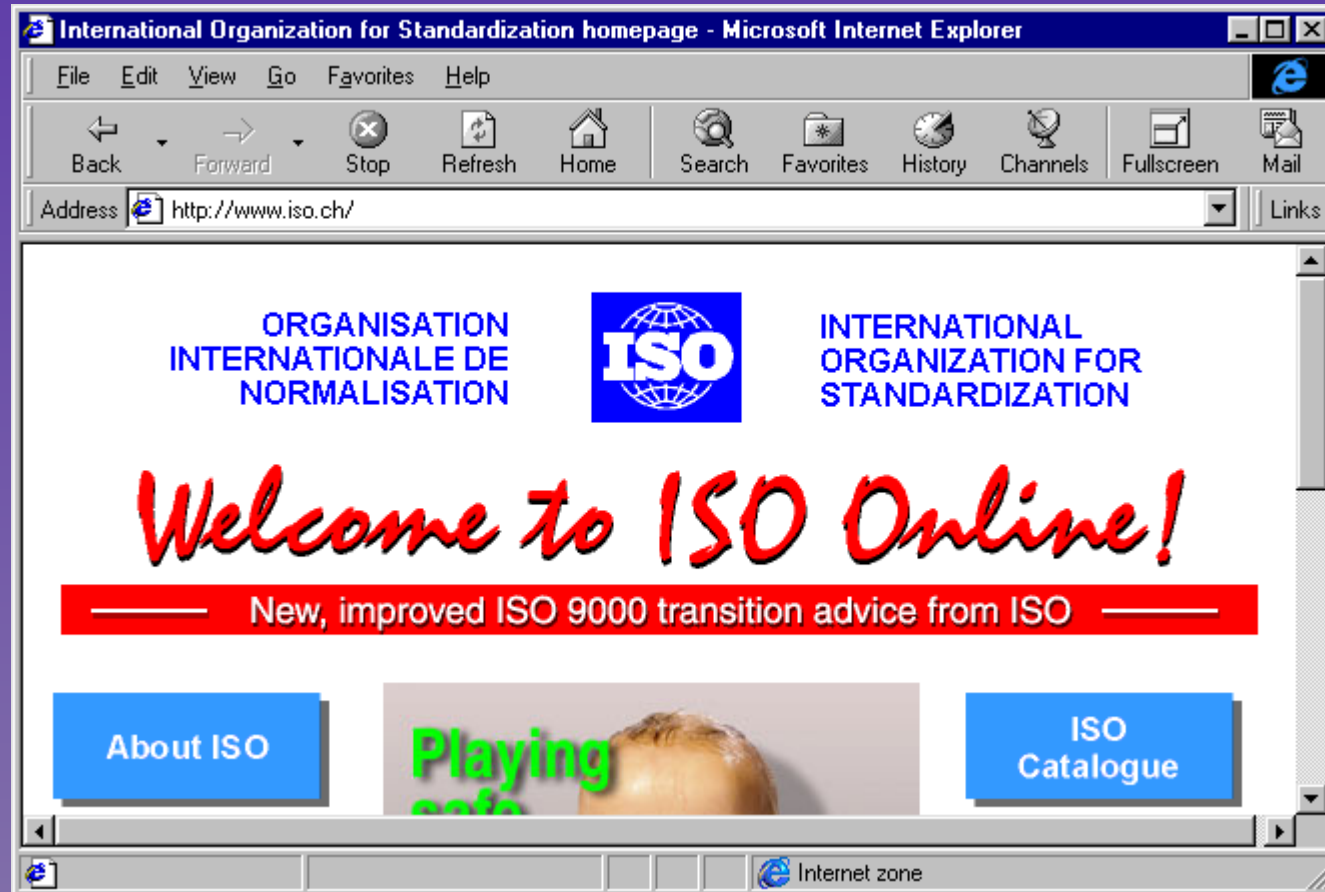 International Organization for Standardization homepage - Microsoft Internet Explorer
File Edit View Go Favorites Help
Back Forward Stop Refresh Home Search Favorites History Channels Fullscreen Mail
Address http://www.iso.ch/ Links
ORGANISATION
INTERNATIONALE DE
NORMALISATION
ISO
INTERNATIONAL
ORGANIZATION FOR
STANDARDIZATION
Welcome to ISO Online!
New, improved ISO 9000 transition advice from ISO
About ISO
Playing
safe
ISO
Catalogue
Internet zone